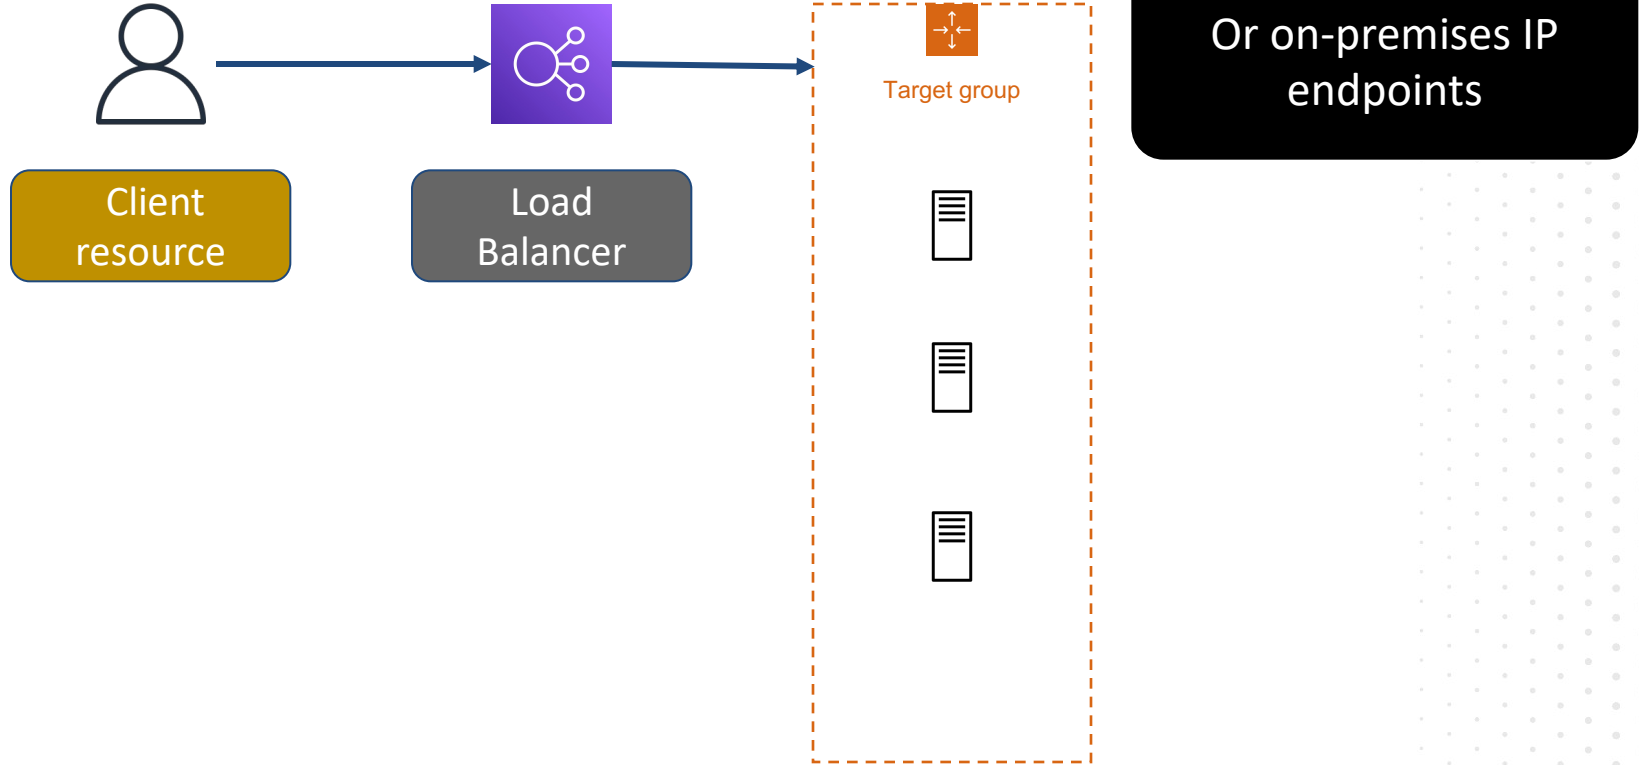 Or on-premises IP
endpoints
Target group
Client
resource
Load
Balancer